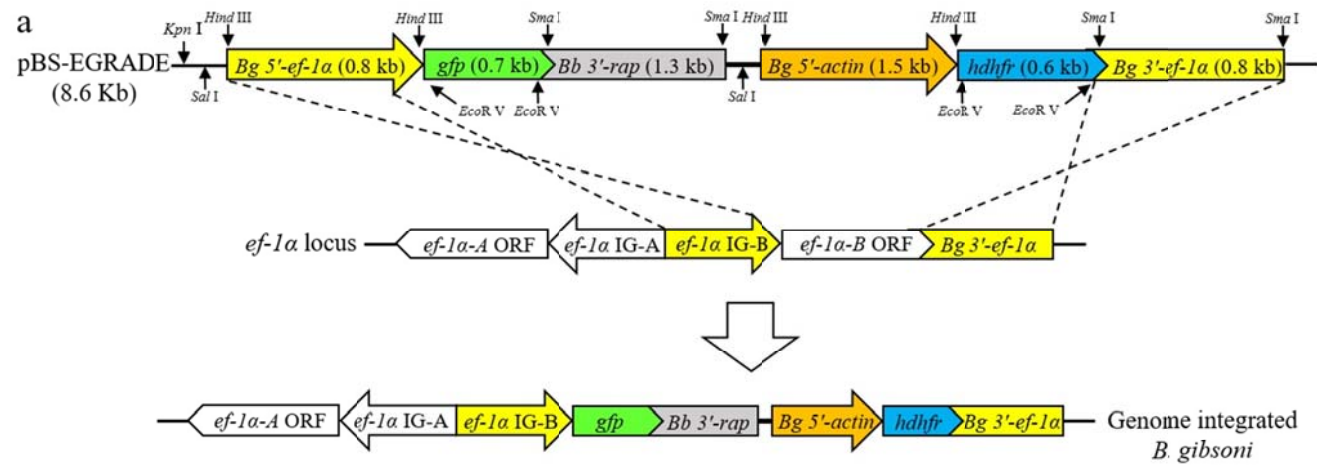 a
Kpn I
Hind III
Hind III
Sma I
Sma I
Hind III
Hind III
Sma I
Sma I
pBS-EGRADE
(8.6 Kb)
Bg 5'-ef-1α (0.8 kb)
gfp (0.7 kb)
Bb 3'-rap (1.3 kb)
Bg 5'-actin (1.5 kb)
hdhfr (0.6 kb)
Bg 3'-ef-1α (0.8 kb)
Sal I
EcoR V
EcoR V
Sal I
EcoR V
EcoR V
ef-1α locus
ef-1α-A ORF
ef-1α IG-A
ef-1α IG-B
ef-1α-B ORF
Bg 3'-ef-1α
ef-1α-A ORF
ef-1α IG-A
ef-1α IG-B
gfp
Bb 3'-rap
Bg 5'-actin
hdhfr
Bg 3'-ef-1α
Genome integrated
B. gibsoni